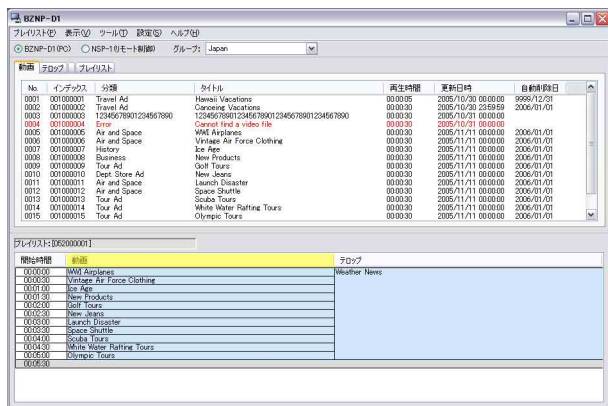 BZNP-D1
プレイリスト(P) 表示(V) ツール(T) 設定(S) ヘルプ(H)
BZNP-D1(PC) NSP-1(リモート制御) グループ: Japan
動画 テロップ プレイリスト
No. インデックス 分類 タイトル 再生時間 更新日時 自動削除日
0001 001000001 Travel Ad Hawaii Vacations 00:00:05 2005/10/30 00:00:00 9999/12/31
0002 001000002 Travel Ad Canoeing Vacations 00:00:30 2005/10/30 23:59:59 2006/01/01
0003 001000003 12345678901234567890 1234567890123456789012345678901234567890 00:00:30 2005/10/31 00:00:00
0004 001000004 Error Cannot find a video file 00:00:30 2005/10/31 00:00:00
0005 001000005 Air and Space WWI Airplanes 00:00:30 2005/11/11 00:00:00 2006/01/01
0006 001000006 Air and Space Vintage Air Force Clothing 00:00:30 2005/11/11 00:00:00 2006/01/01
0007 001000007 History Ice Age 00:00:30 2005/11/11 00:00:00 2006/01/01
0008 001000008 Business New Products 00:00:30 2005/11/11 00:00:00 2006/01/01
0009 001000009 Tour Ad Golf Tours 00:00:30 2005/11/11 00:00:00 2006/01/01
0010 001000010 Dept. Store Ad New Jeans 00:00:30 2005/11/11 00:00:00 2006/01/01
0011 001000011 Air and Space Launch Disaster 00:00:30 2005/11/11 00:00:00 2006/01/01
0012 001000012 Air and Space Space Shuttle 00:00:30 2005/11/11 00:00:00 2006/01/01
0013 001000013 Tour Ad Scuba Tours 00:00:30 2005/11/11 00:00:00 2006/01/01
0014 001000014 Tour Ad White Water Rafting Tours 00:00:30 2005/11/11 00:00:00 2006/01/01
0015 001000015 Tour Ad Olympic Tours 00:00:30 2005/11/11 00:00:00 2006/01/01
プレイリスト:[052000001]
開始時間 動画 テロップ
00:00:00 WWI Airplanes Weather News
00:00:30 Vintage Air Force Clothing
00:01:00 Ice Age
00:01:30 New Products
00:02:00 Golf Tours
00:02:30 New Jeans
00:03:00 Launch Disaster
00:03:30 Space Shuttle
00:04:00 Scuba Tours
00:04:30 White Water Rafting Tours
00:05:00 Olympic Tours
00:05:30